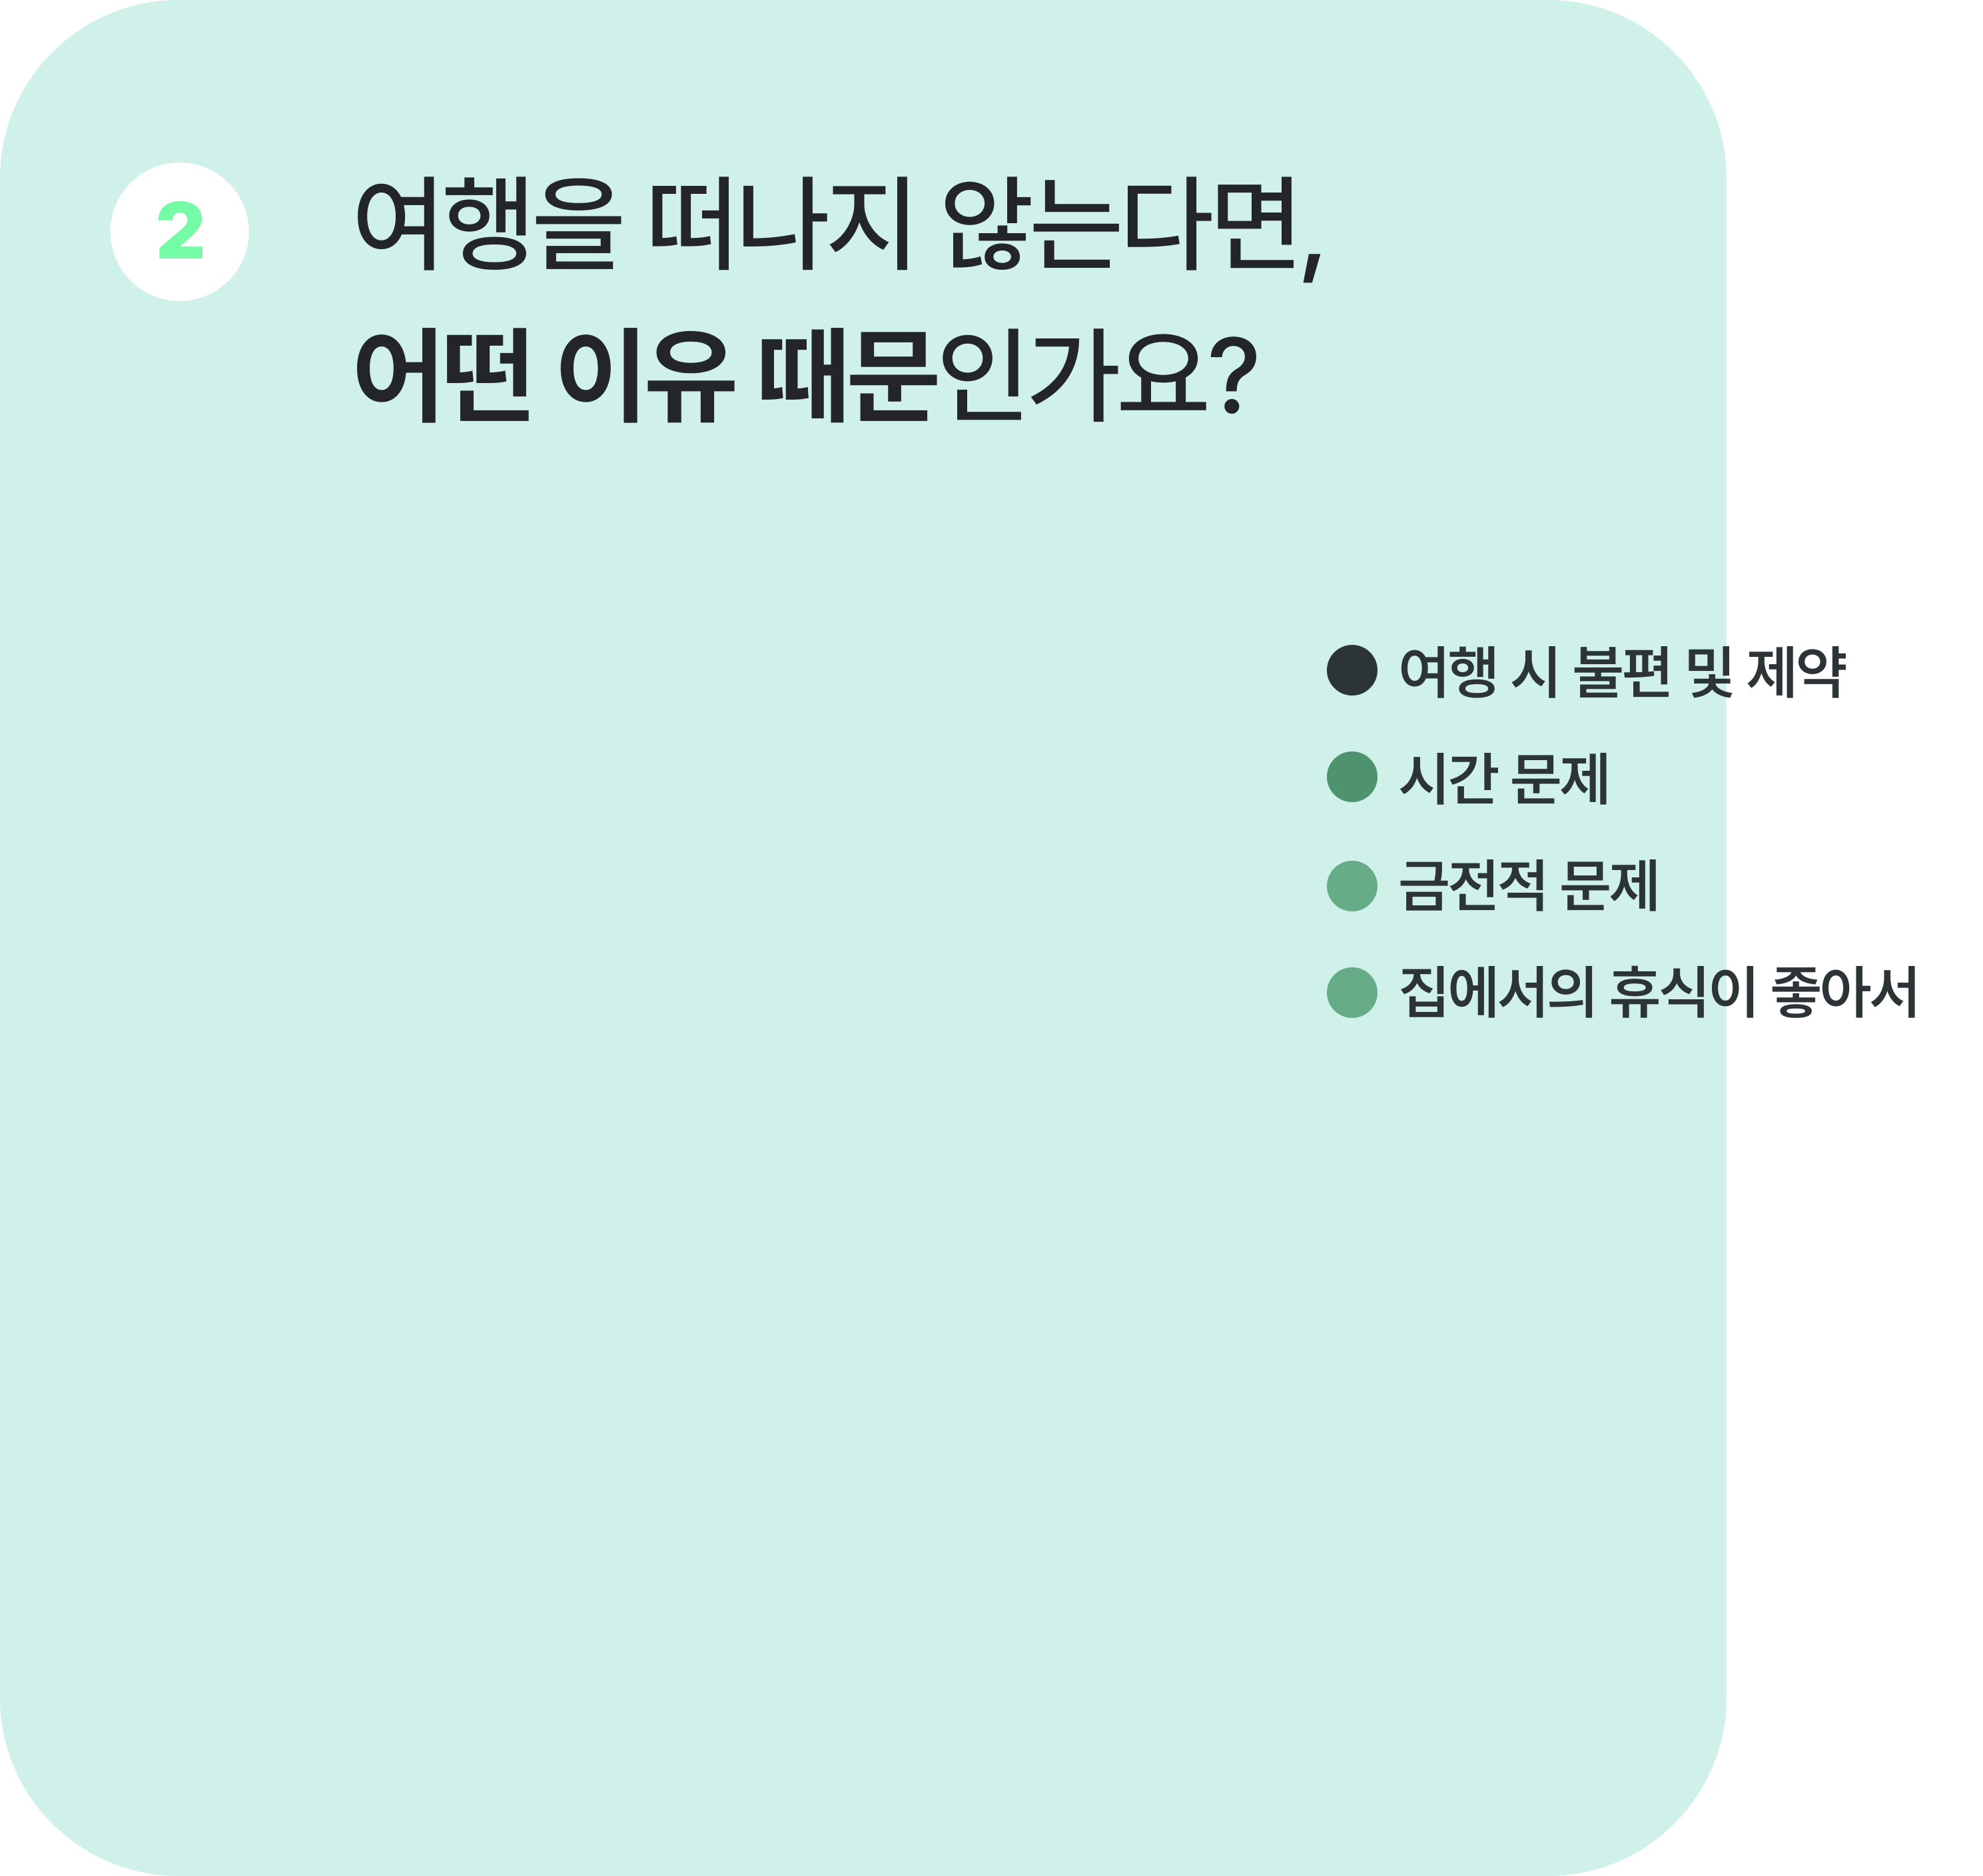 2
여행을 떠나지 않는다면,
어떤 이유 때문인가요?
여행 시 불편 및 제약
시간 문제
금전적 문제
집에서의 휴식이 좋아서